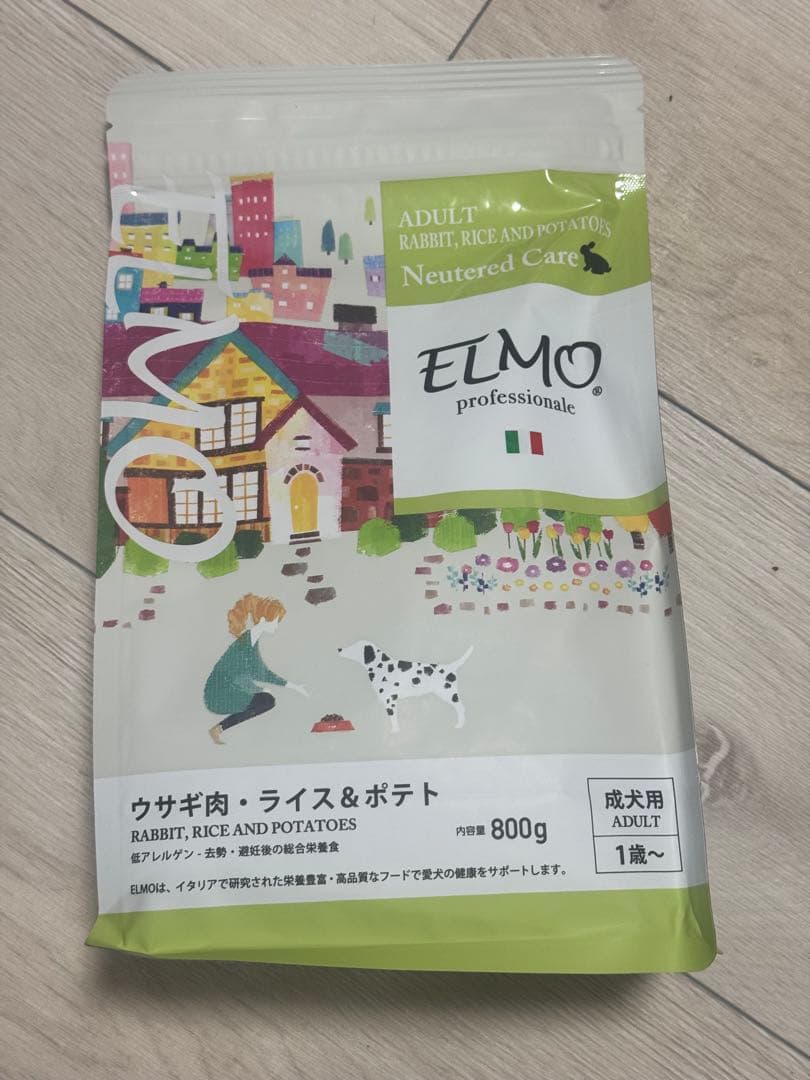 ELMO
ADULT
RABBIT, RICE AND POTATOES
Neutered Care
ELMO®
professionale
ウサギ肉・ライス＆ポテト
RABBIT, RICE AND POTATOES
低アレルゲン - 去勢・避妊後の総合栄養食
内容量 800g
成犬用
ADULT
1歳〜
ELMOは、イタリアで研究された栄養豊富・高品質なフードで愛犬の健康をサポートします。